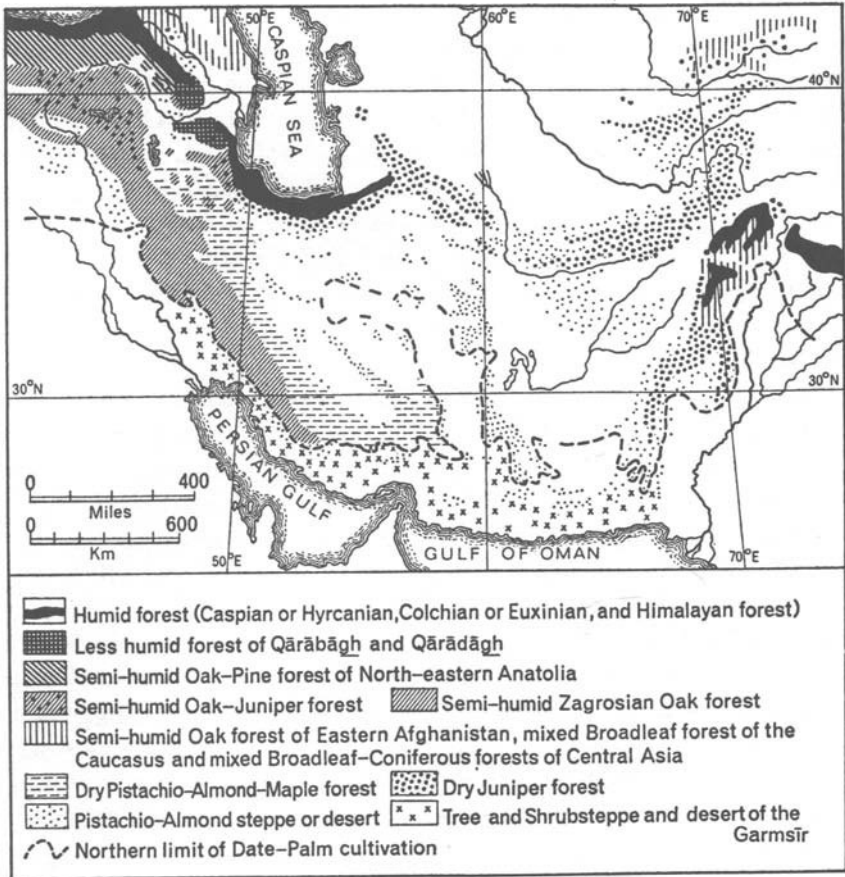 50°E
60°E
70°E
CASPIAN SEA
40°N
40°N
30°N
30°N
PERSIAN GULF
0 400
Miles
0 600
Km
50°E
GULF OF OMAN
70°E
Humid forest (Caspian or Hyrcanian, Colchian or Euxinian, and Himalayan forest)
Less humid forest of Qārābāgh and Qārādāgh
Semi-humid Oak-Pine forest of North-eastern Anatolia
Semi-humid Oak-Juniper forest Semi-humid Zagrosian Oak forest
Semi-humid Oak forest of Eastern Afghanistan, mixed Broadleaf forest of the
Caucasus and mixed Broadleaf-Coniferous forests of Central Asia
Dry Pistachio-Almond-Maple forest Dry Juniper forest
Pistachio-Almond steppe or desert Tree and Shrubsteppe and desert of the
Garmsīr
Northern limit of Date-Palm cultivation